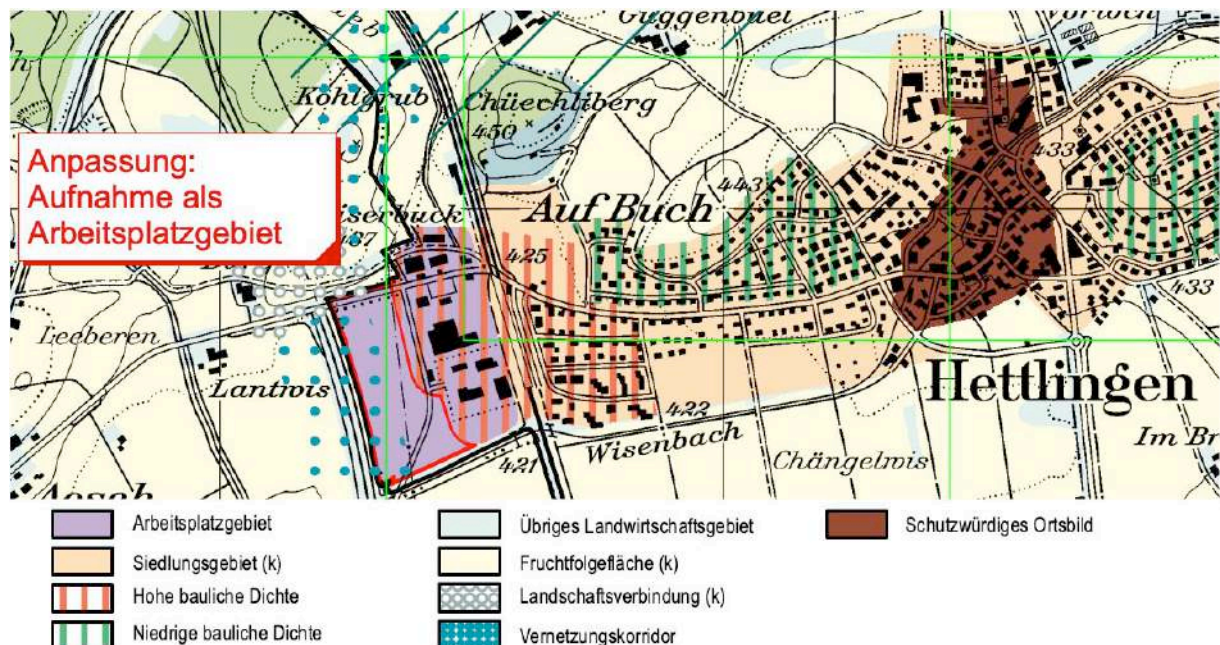 Guggenbüel
Kohlgrub
Chüechliberg
450
Anpassung:
Aufnahme als
Arbeitsplatzgebiet
433
443
Auf Buch
425
433
Leeberen
Lantwis
Hettlingen
422
Wisenbach
421
Chängelwis
Im Br
Aesch
Arbeitsplatzgebiet
Siedlungsgebiet (k)
Hohe bauliche Dichte
Niedrige bauliche Dichte
Übriges Landwirtschaftsgebiet
Fruchtfolgefläche (k)
Landschaftsverbindung (k)
Vernetzungskorridor
Schutzwürdiges Ortsbild